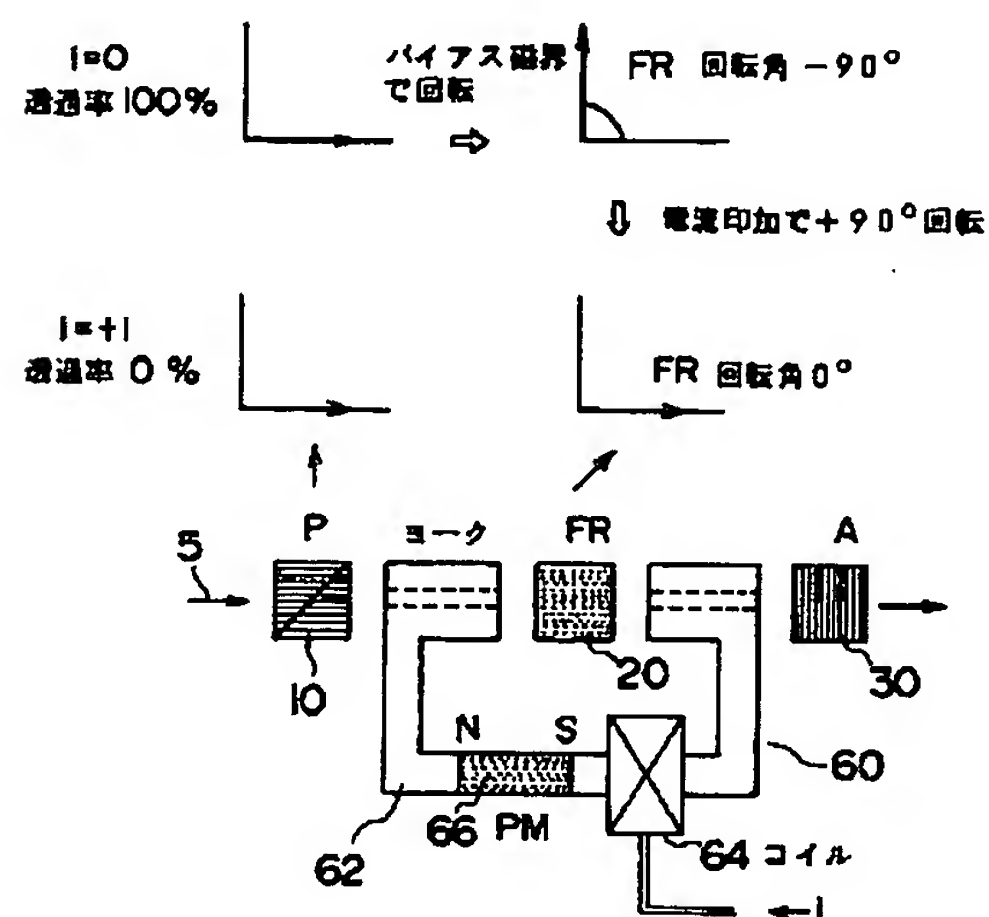 i=0
透過率100%
バイアス磁界
で回転
FR 回転角 -90°
電流印加で+90°回転
i=+I
透過率 0 %
FR 回転角0°
5
P
ヨーク
FR
A
10
20
30
N
S
60
66
PM
62
64 コイル
I